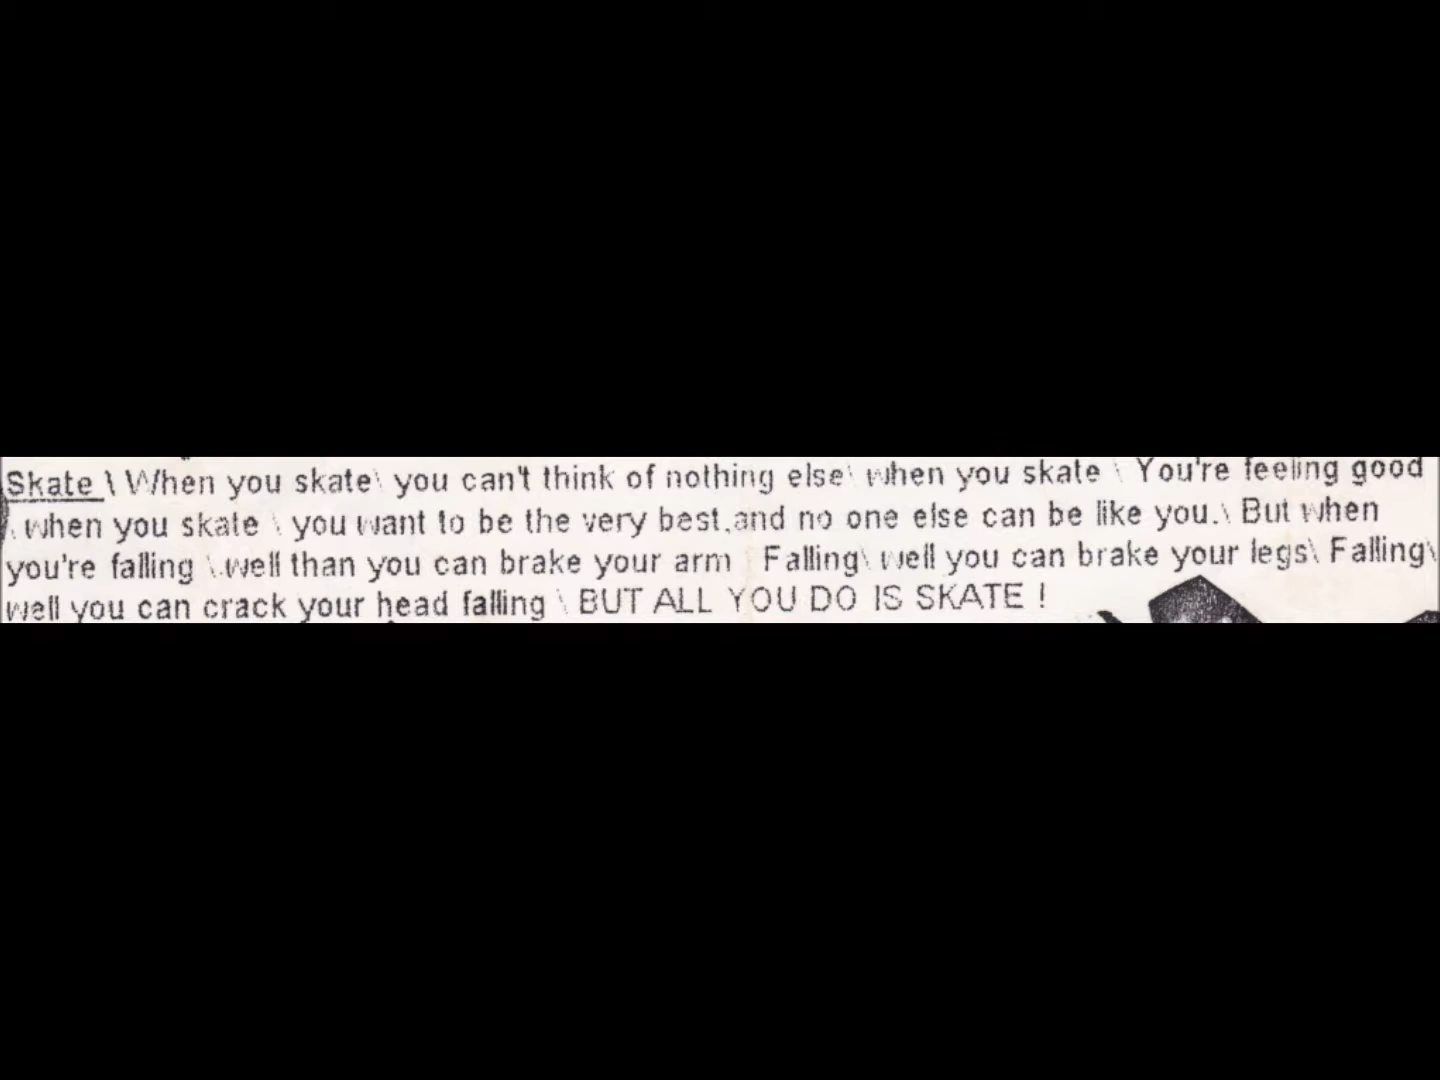 Skate \ When you skate\ you can't think of nothing else\ when you skate \ You're feeling good
\ when you skate \ you want to be the very best,and no one else can be like you.\ But when
you're falling \ well than you can brake your arm Falling\ well you can brake your legs\ Falling\
well you can crack your head falling \ BUT ALL YOU DO IS SKATE !